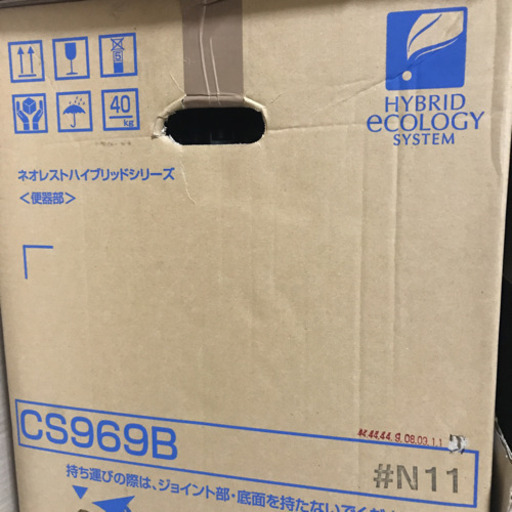 5
40
kg
HYBRID
eCOLOGY
SYSTEM
ネオレストハイブリッドシリーズ
<便器部>
CS969B
#N11
持ち運びの際は、ジョイント部・底面を持たないでくだ